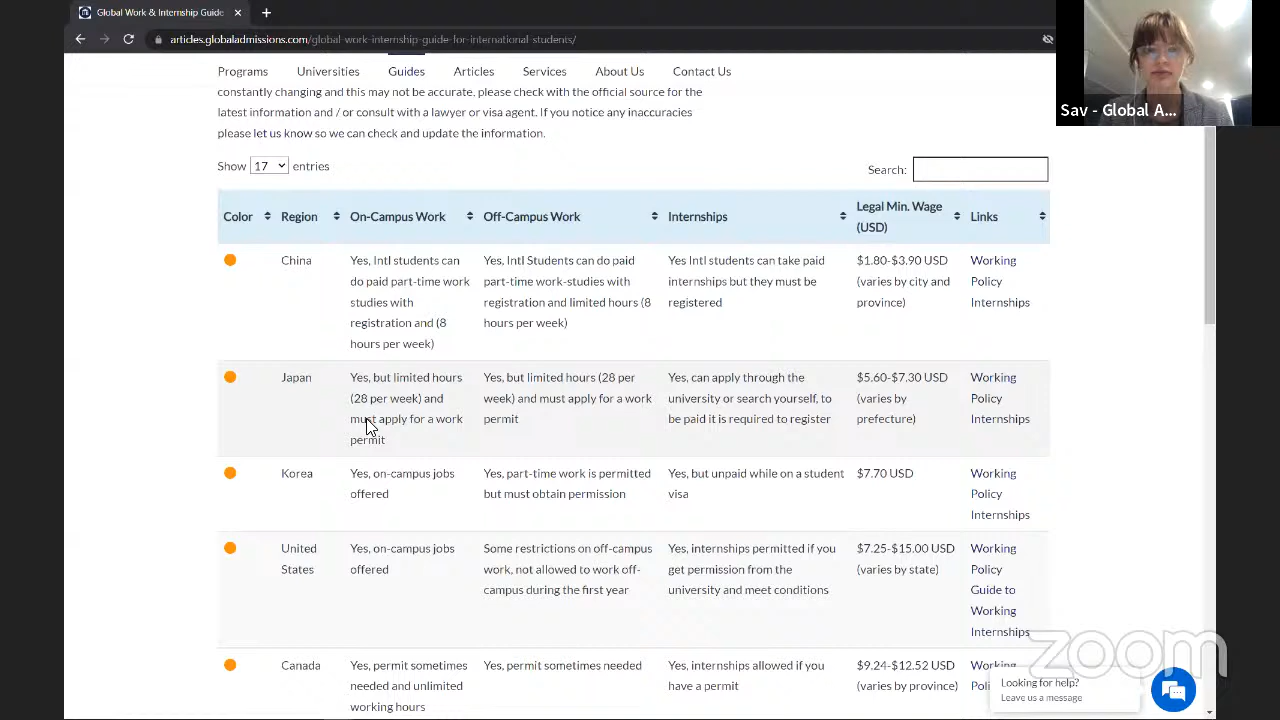 Global Work & Internship Guide
articles.globaladmissions.com/global-work-internship-guide-for-international-students/
Sav - Global A...
Programs Universities Guides Articles Services About Us Contact Us
constantly changing and this may not be accurate, please check with the official source for the
latest information and / or consult with a lawyer or visa agent. If you notice any inaccuracies
please let us know so we can check and update the information.
Show 17 entries
Search:
Color Region On-Campus Work Off-Campus Work Internships Legal Min. Wage (USD) Links
China
Yes, Intl students can
do paid part-time work
studies with
registration and (8
hours per week)
Yes, Intl Students can do paid
part-time work-studies with
registration and limited hours (8
hours per week)
Yes Intl students can take paid
internships but they must be
registered
$1.80-$3.90 USD
(varies by city and
province)
Working
Policy
Internships
Japan
Yes, but limited hours
(28 per week) and
must apply for a work
permit
Yes, but limited hours (28 per
week) and must apply for a work
permit
Yes, can apply through the
university or search yourself, to
be paid it is required to register
$5.60-$7.30 USD
(varies by
prefecture)
Working
Policy
Internships
Korea
Yes, on-campus jobs
offered
Yes, part-time work is permitted
but must obtain permission
Yes, but unpaid while on a student
visa
$7.70 USD
Working
Policy
Internships
United
States
Yes, on-campus jobs
offered
Some restrictions on off-campus
work, not allowed to work off-
campus during the first year
Yes, internships permitted if you
get permission from the
university and meet conditions
$7.25-$15.00 USD
(varies by state)
Working
Policy
Guide to
Working
Internships
Canada
Yes, permit sometimes
needed and unlimited
working hours
Yes, permit sometimes needed
Yes, internships allowed if you
have a permit
$9.24-$12.52 USD
(varies by province)
Working
zoom
Looking for help?
Leave us a message